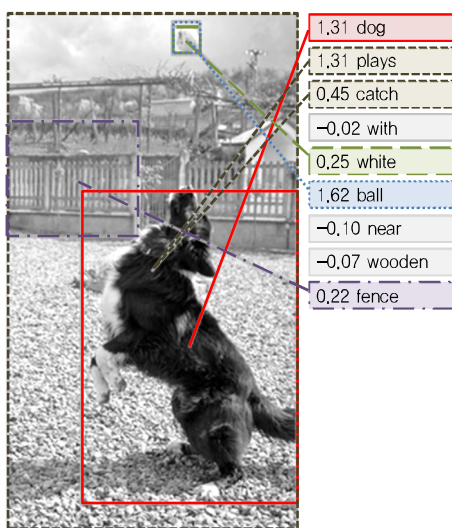 1.31 dog
1.31 plays
0.45 catch
-0.02 with
0.25 white
1.62 ball
-0.10 near
-0.07 wooden
0.22 fence